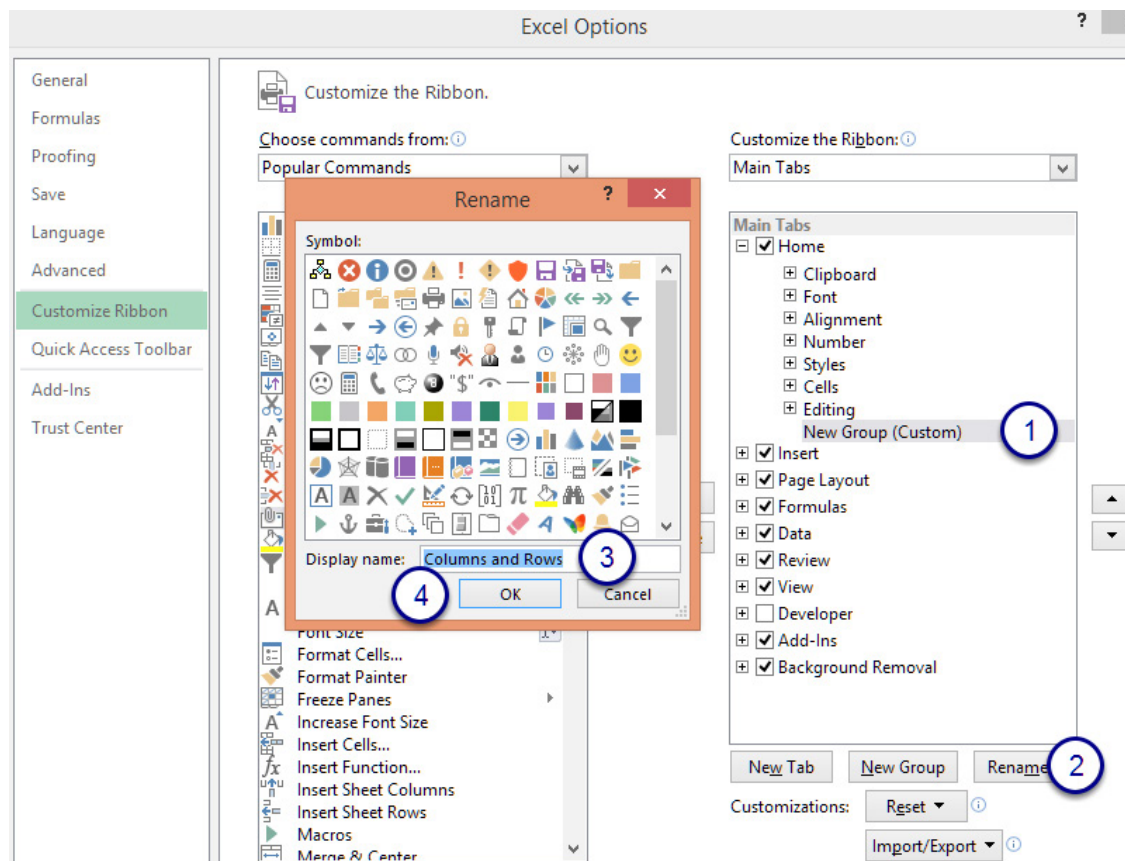 Excel Options
?
General
Formulas
Proofing
Save
Language
Advanced
Customize Ribbon
Quick Access Toolbar
Add-Ins
Trust Center
Customize the Ribbon.
Choose commands from:
Popular Commands
Rename
?
Symbol:
"$"
Display name: Columns and Rows
3
4
OK
Cancel
Font Size
Format Cells...
Format Painter
Freeze Panes
Increase Font Size
Insert Cells...
Insert Function...
Insert Sheet Columns
Insert Sheet Rows
Macros
Merge & Center
Customize the Ribbon:
Main Tabs
Main Tabs
Home
Clipboard
Font
Alignment
Number
Styles
Cells
Editing
New Group (Custom)
1
Insert
Page Layout
Formulas
Data
Review
View
Developer
Add-Ins
Background Removal
New Tab
New Group
Rename
2
Customizations:
Reset
Import/Export